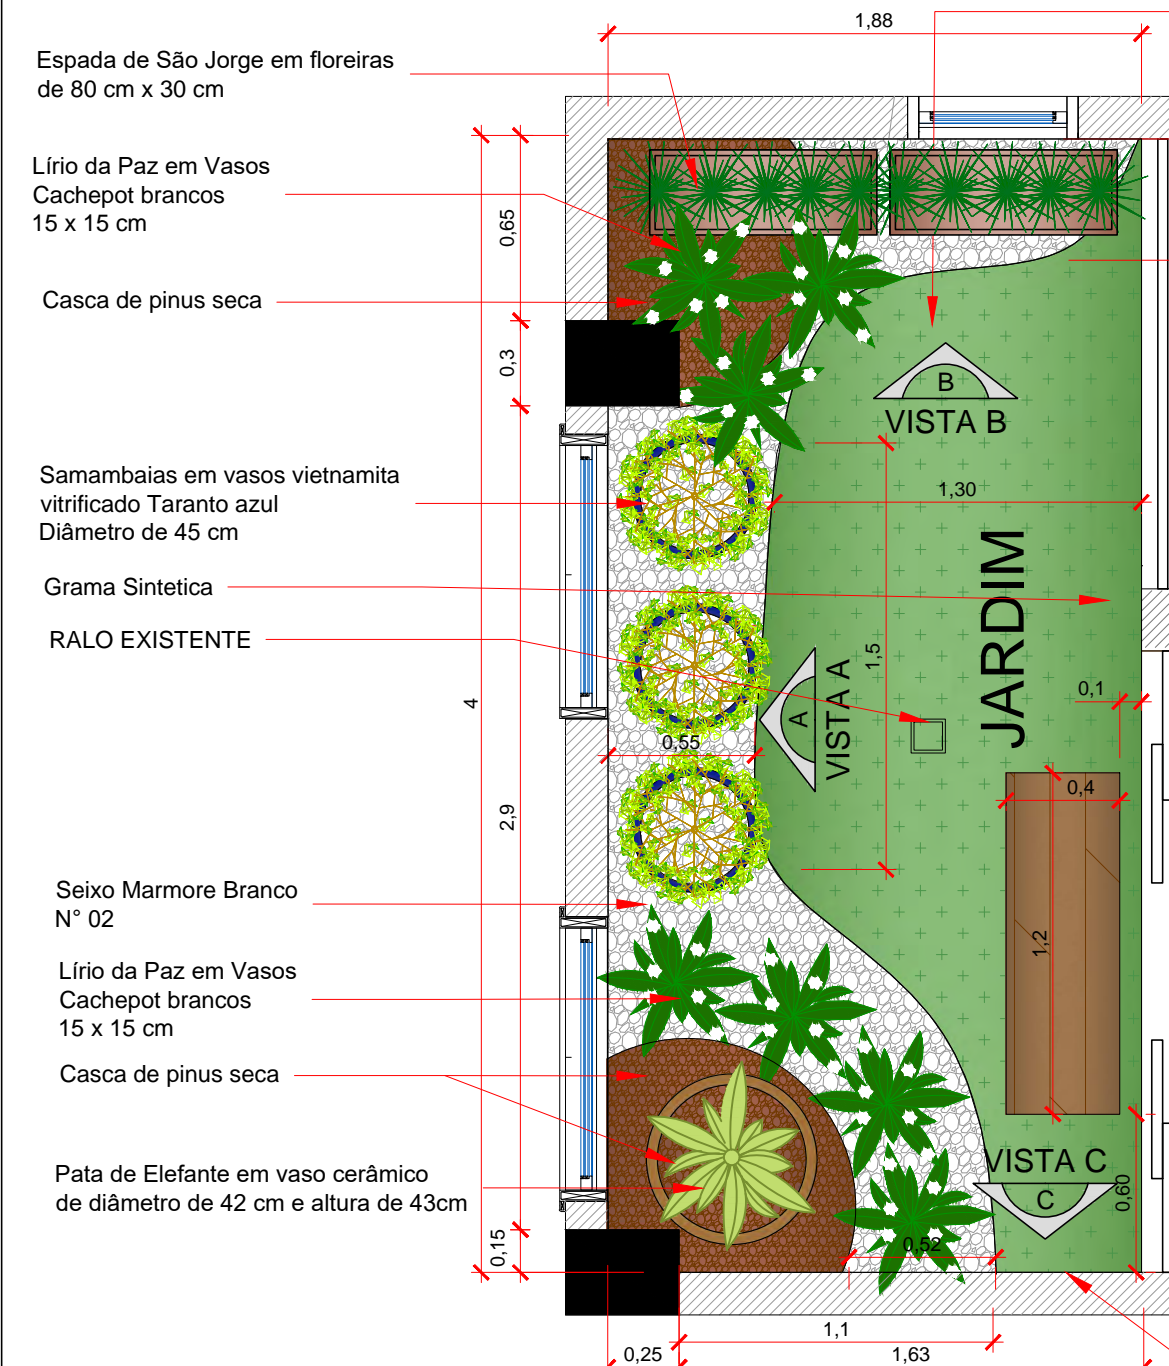 1,88
Espada de São Jorge em floreiras
de 80 cm x 30 cm
Lírio da Paz em Vasos
Cachepot brancos
15 x 15 cm
0,65
Casca de pinus seca
0,3
B
VISTA B
Samambaias em vasos vietnamita
vitrificado Taranto azul
Diâmetro de 45 cm
1,30
Grama Sintetica
RALO EXISTENTE
JARDIM
1,5
4
0,1
A
VISTA A
0,55
0,4
2,9
Seixo Marmore Branco
N° 02
1,2
Lírio da Paz em Vasos
Cachepot brancos
15 x 15 cm
Casca de pinus seca
Pata de Elefante em vaso cerâmico
de diâmetro de 42 cm e altura de 43cm
VISTA C
C
0,60
0,15
0,52
1,1
0,25
1,63